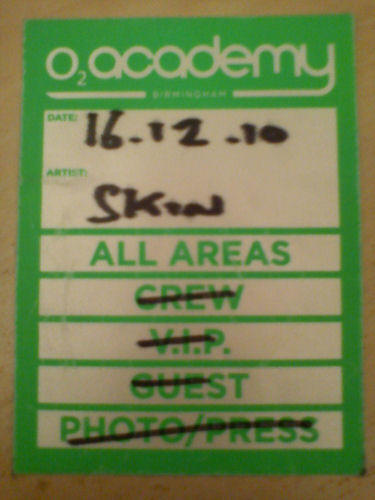 O2 academy
BIRMINGHAM
DATE: 16.12.10
ARTIST:
Skin
ALL AREAS
CREW
V.I.P.
GUEST
PHOTO/PRESS